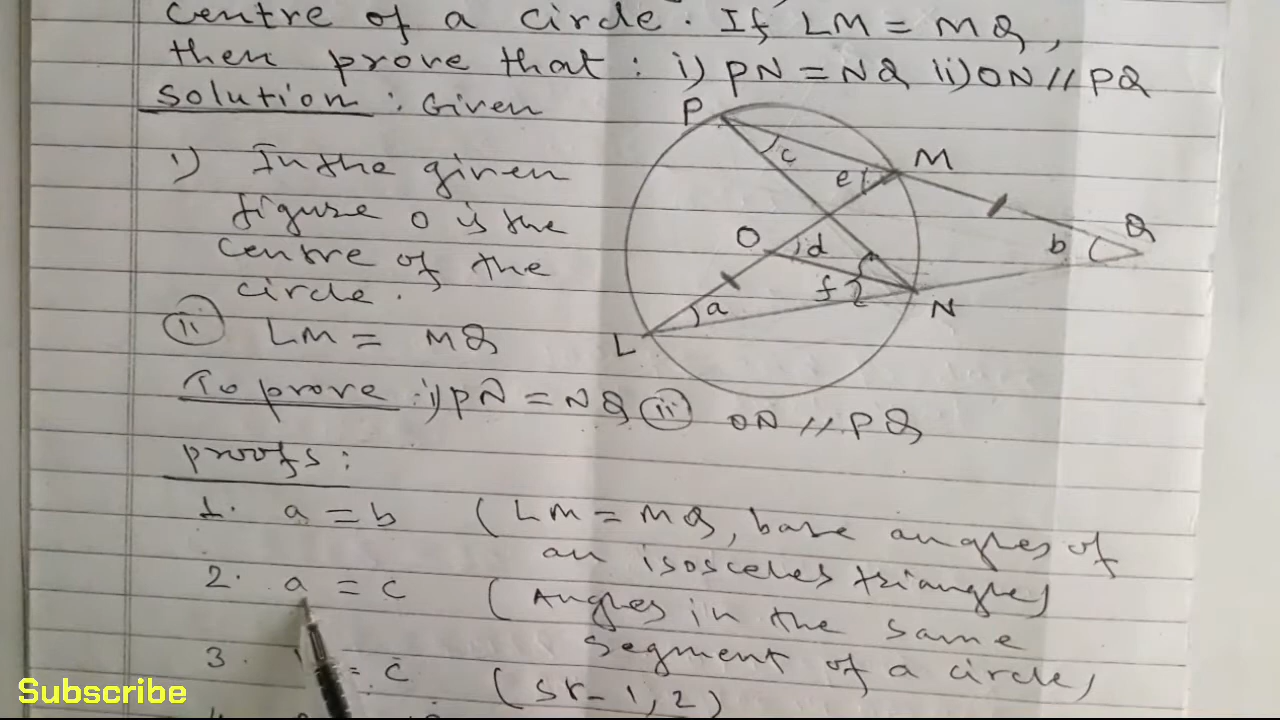 centre of a circle. If LM = MQ,
then prove that : i) PN = NQ ii) ON // PQ
solution : Given
i) In the given
figure O is the
centre of the
circle.
ii LM = MQ
P
c
M
e
O
d
b
Q
f
N
a
L
To prove : i) PN = NQ ii ON // PQ
proofs :
1. a = b (LM = MQ, base angles of
an isosceles triangle)
2. a = c (Angles in the same
segment of a circle)
3. = c (Sr- 1, 2)
Subscribe